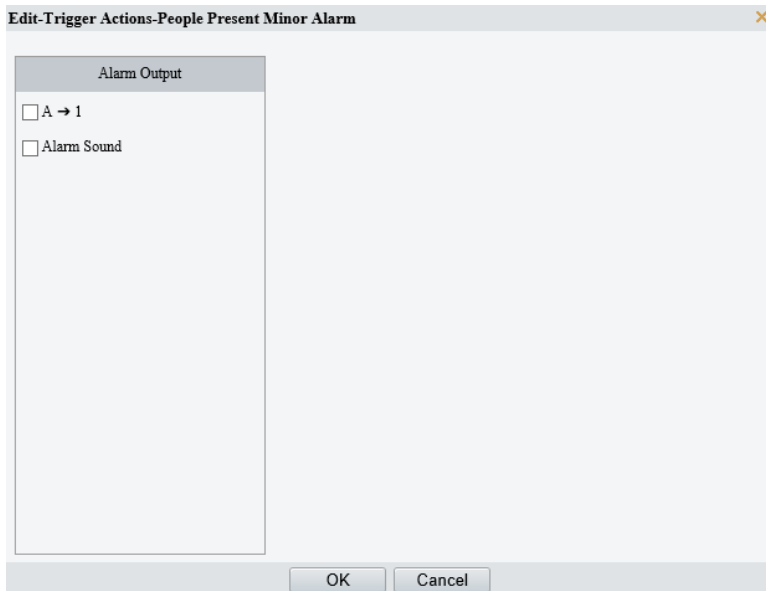 Edit-Trigger Actions-People Present Minor Alarm
Alarm Output
A ➔ 1
Alarm Sound
OK Cancel